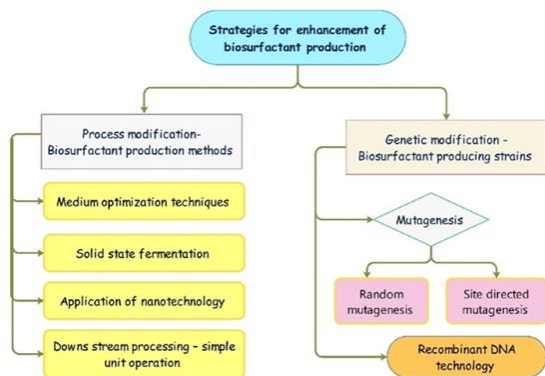 Strategies for enhancement of
biosurfactant production
Process modification-
Biosurfactant production methods
Medium optimization techniques
Solid state fermentation
Application of nanotechnology
Downs stream processing – simple
unit operation
Genetic modification -
Biosurfactant producing strains
Mutagenesis
Random
mutagenesis
Site directed
mutagenesis
Recombinant DNA
technology